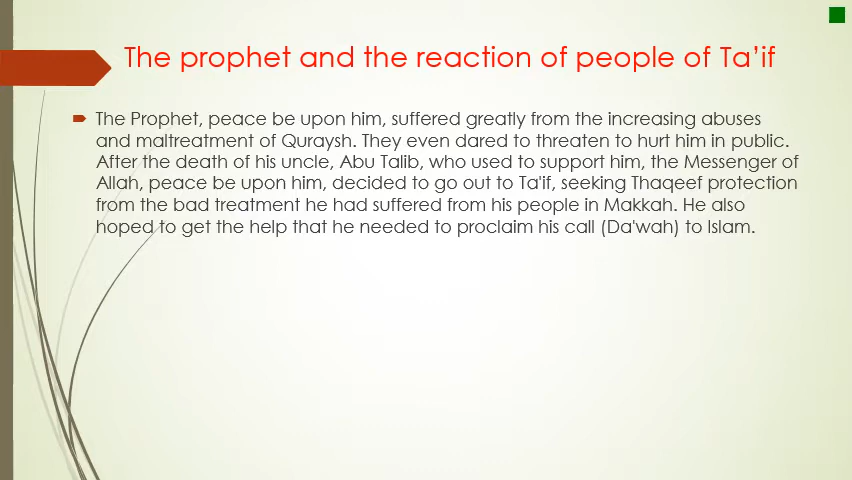 The prophet and the reaction of people of Ta’if
The Prophet, peace be upon him, suffered greatly from the increasing abuses
and maltreatment of Quraysh. They even dared to threaten to hurt him in public.
After the death of his uncle, Abu Talib, who used to support him, the Messenger of
Allah, peace be upon him, decided to go out to Ta'if, seeking Thaqeef protection
from the bad treatment he had suffered from his people in Makkah. He also
hoped to get the help that he needed to proclaim his call (Da'wah) to Islam.